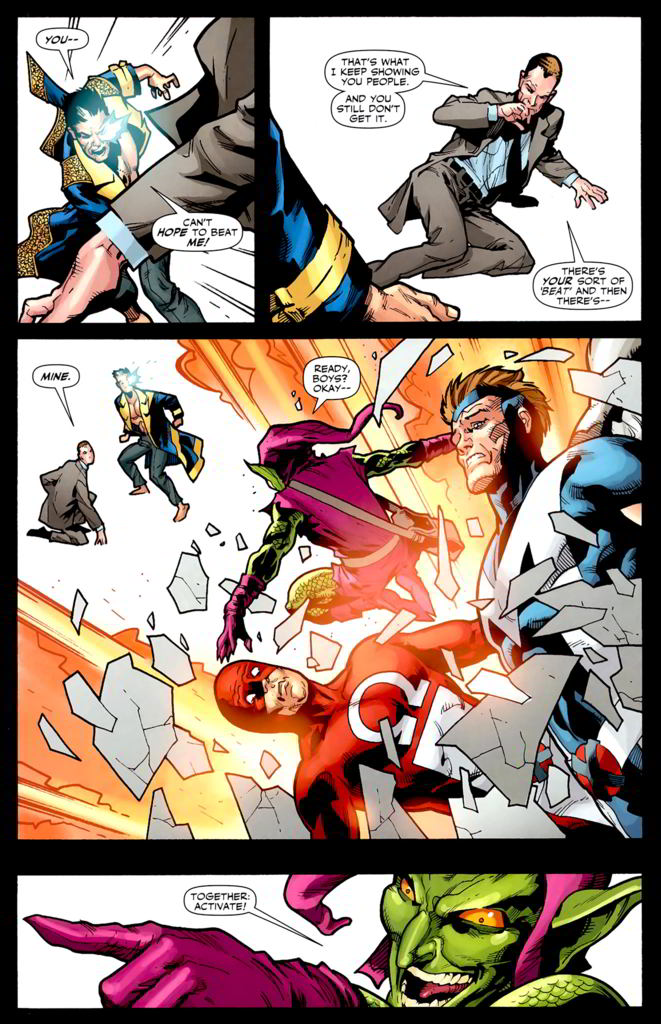 YOU--
CAN'T
HOPE TO BEAT
ME!
THAT'S WHAT
I KEEP SHOWING
YOU PEOPLE.
AND YOU
STILL DON'T
GET IT.
THERE'S
YOUR SORT OF
'BEAT' AND THEN
THERE'S--
MINE.
READY,
BOYS?
OKAY--
TOGETHER:
ACTIVATE!